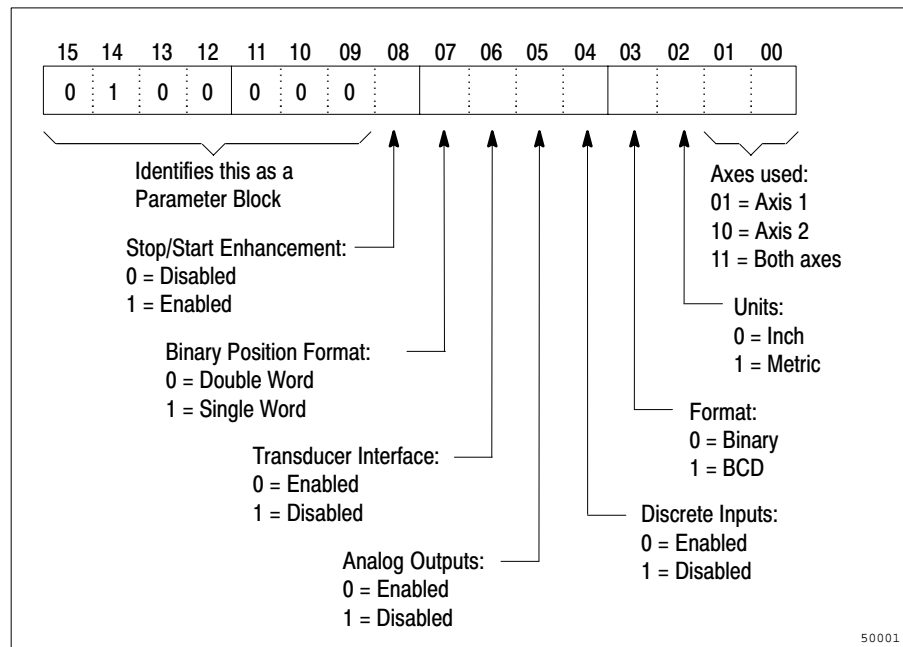 15 14 13 12 11 10 09 08 07 06 05 04 03 02 01 00
0 1 0 0 0 0 0
Identifies this as a
Parameter Block
Axes used:
01 = Axis 1
10 = Axis 2
11 = Both axes
Stop/Start Enhancement:
0 = Disabled
1 = Enabled
Units:
0 = Inch
1 = Metric
Binary Position Format:
0 = Double Word
1 = Single Word
Format:
0 = Binary
1 = BCD
Transducer Interface:
0 = Enabled
1 = Disabled
Discrete Inputs:
0 = Enabled
1 = Disabled
Analog Outputs:
0 = Enabled
1 = Disabled
50001